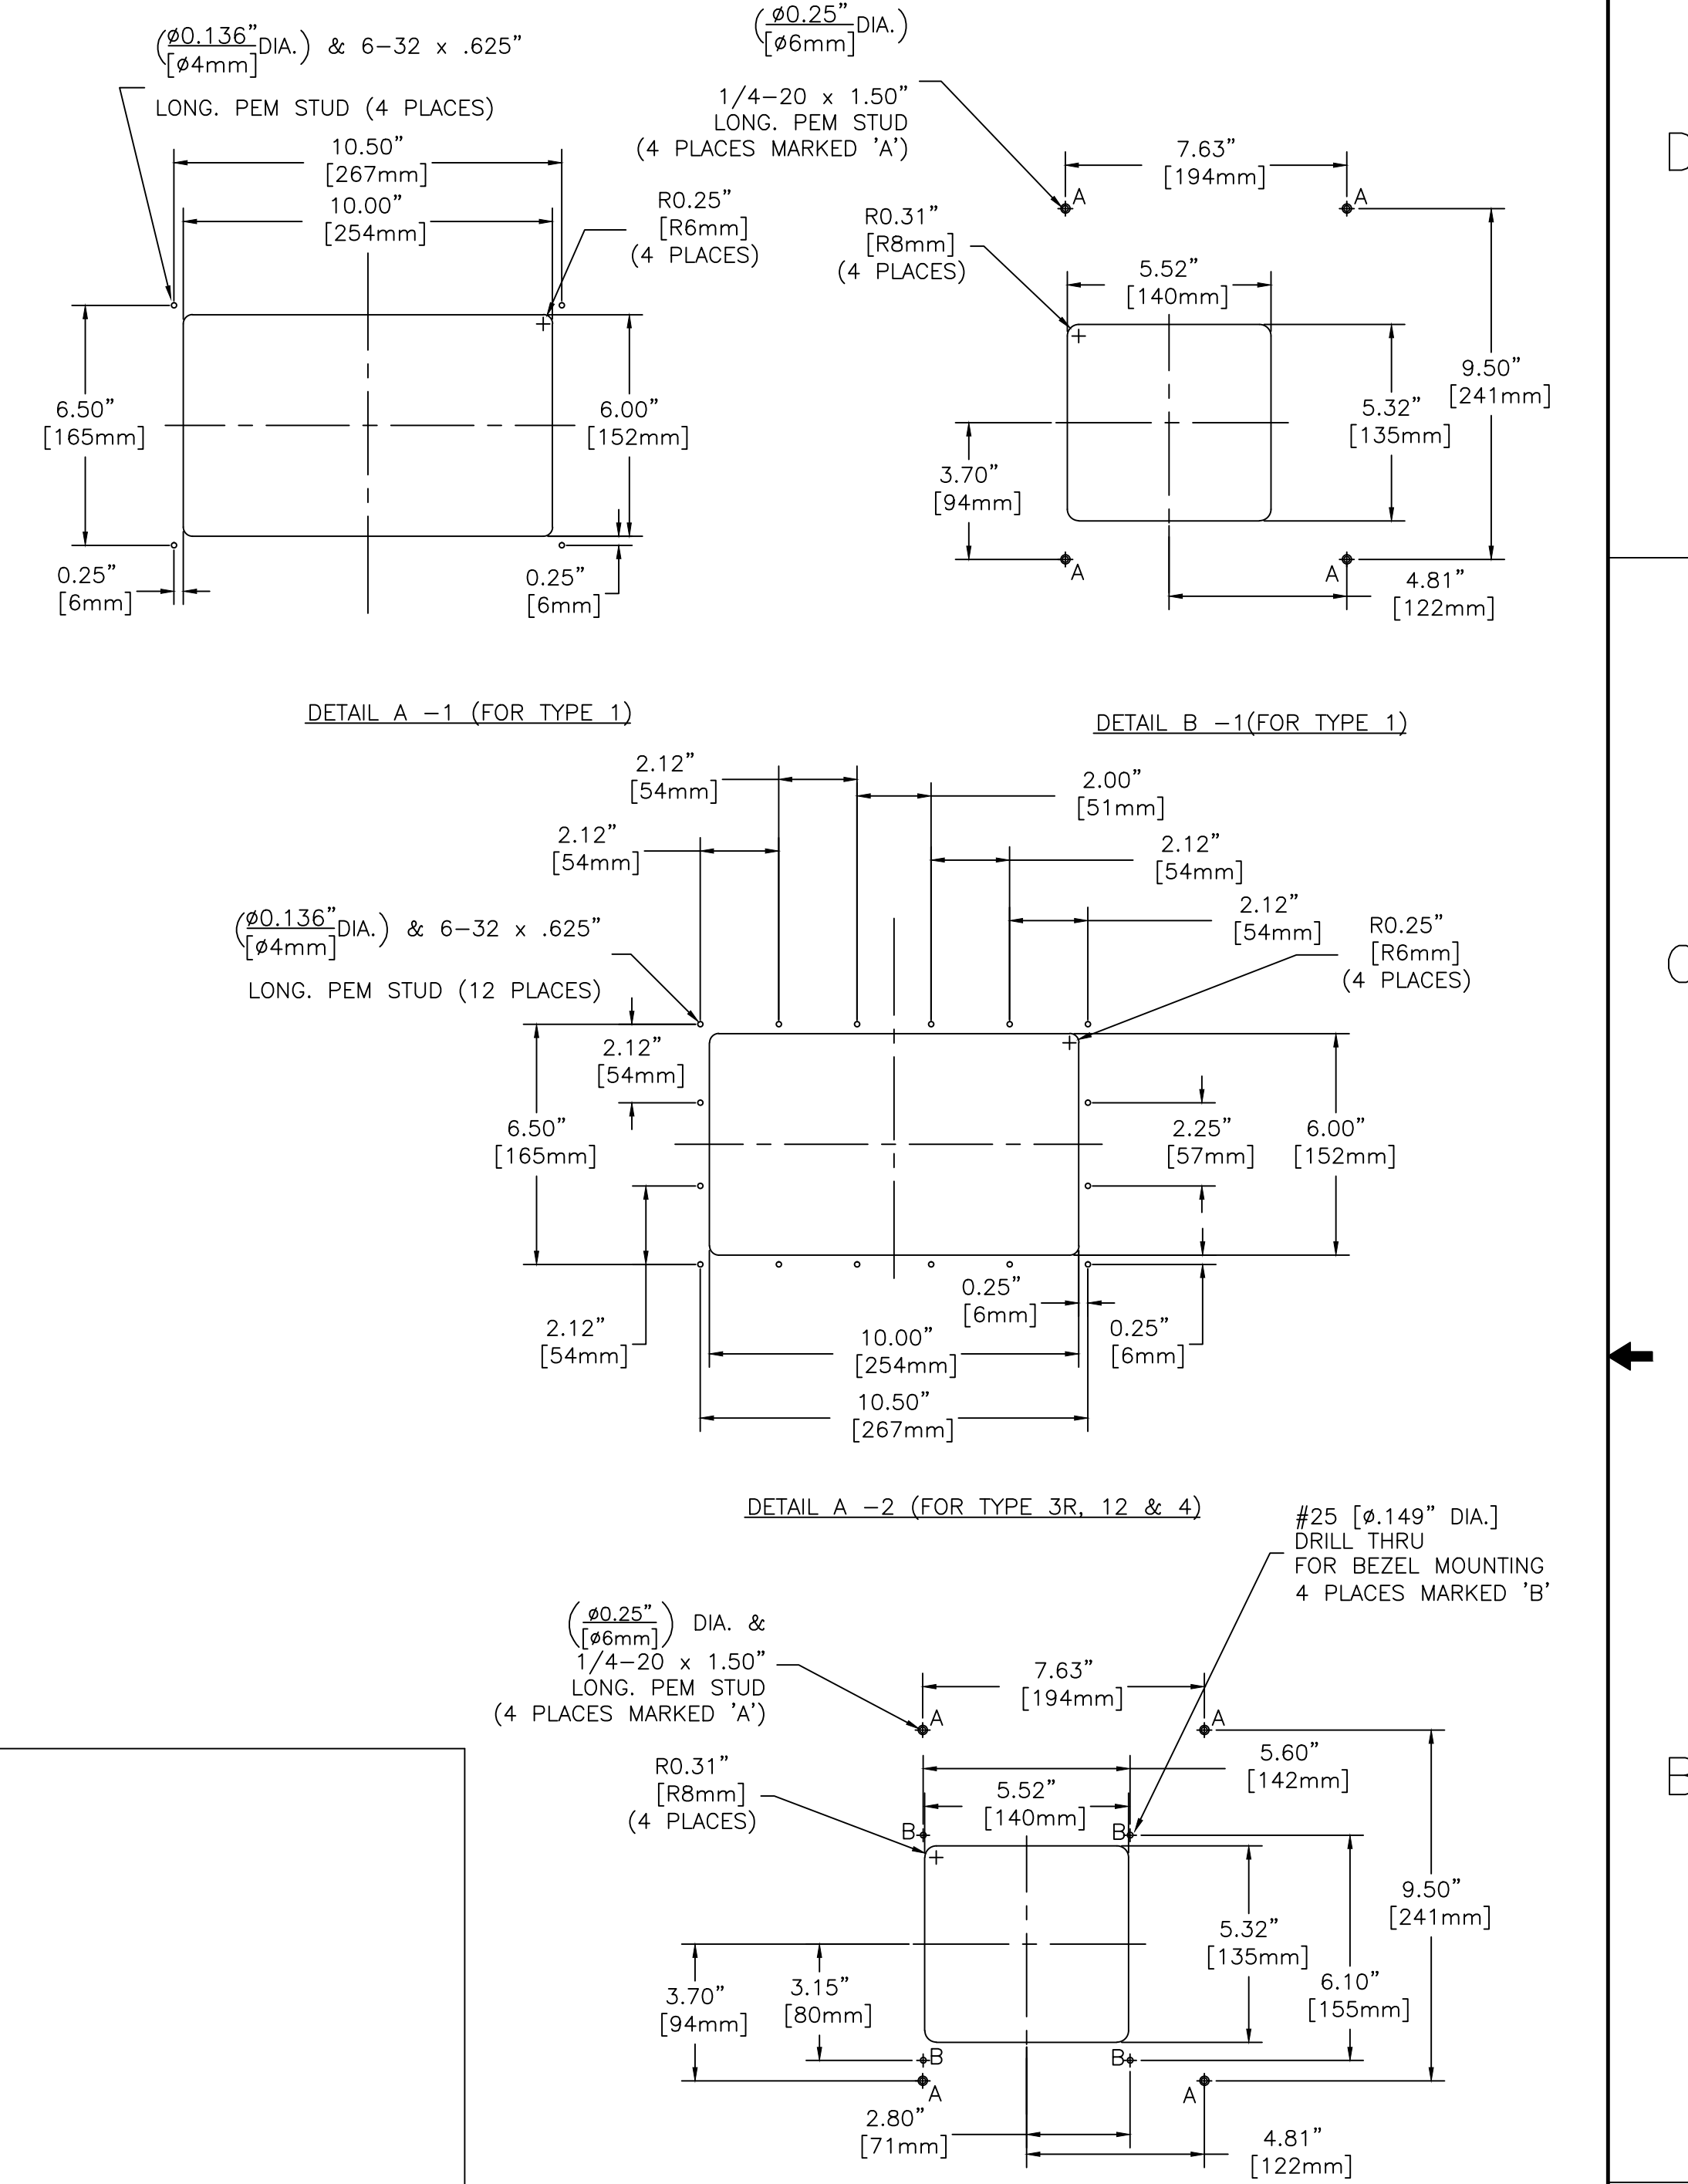 (ø0.136" DIA.) & 6-32 x .625"
[ø4mm]
LONG. PEM STUD (4 PLACES)
10.50"
[267mm]
10.00"
[254mm]
R0.25"
[R6mm]
(4 PLACES)
6.50"
[165mm]
6.00"
[152mm]
0.25"
[6mm]
0.25"
[6mm]
DETAIL A -1 (FOR TYPE 1)
(ø0.25" DIA.)
[ø6mm]
1/4-20 x 1.50"
LONG. PEM STUD
(4 PLACES MARKED 'A')
7.63"
[194mm]
A
A
R0.31"
[R8mm]
(4 PLACES)
5.52"
[140mm]
9.50"
[241mm]
5.32"
[135mm]
3.70"
[94mm]
A
A
4.81"
[122mm]
DETAIL B -1(FOR TYPE 1)
D
2.12"
[54mm]
2.00"
[51mm]
2.12"
[54mm]
2.12"
[54mm]
2.12"
[54mm]
(ø0.136" DIA.) & 6-32 x .625"
[ø4mm]
LONG. PEM STUD (12 PLACES)
R0.25"
[R6mm]
(4 PLACES)
C
2.12"
[54mm]
6.50"
[165mm]
2.25"
[57mm]
6.00"
[152mm]
0.25"
[6mm]
2.12"
[54mm]
10.00"
[254mm]
0.25"
[6mm]
10.50"
[267mm]
DETAIL A -2 (FOR TYPE 3R, 12 & 4)
#25 [ø.149" DIA.]
DRILL THRU
FOR BEZEL MOUNTING
4 PLACES MARKED 'B'
(ø0.25") DIA. &
[ø6mm]
1/4-20 x 1.50"
LONG. PEM STUD
(4 PLACES MARKED 'A')
7.63"
[194mm]
A
A
5.60"
[142mm]
R0.31"
[R8mm]
(4 PLACES)
5.52"
[140mm]
B
B
B
9.50"
[241mm]
5.32"
[135mm]
6.10"
[155mm]
3.70"
[94mm]
3.15"
[80mm]
B
B
A
A
2.80"
[71mm]
4.81"
[122mm]